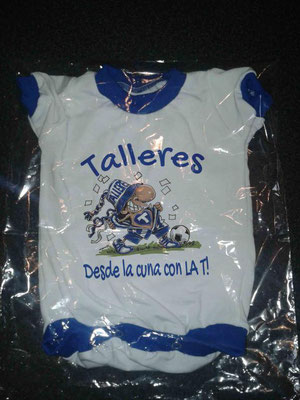 Talleres
T
Desde la cuna con LA T!